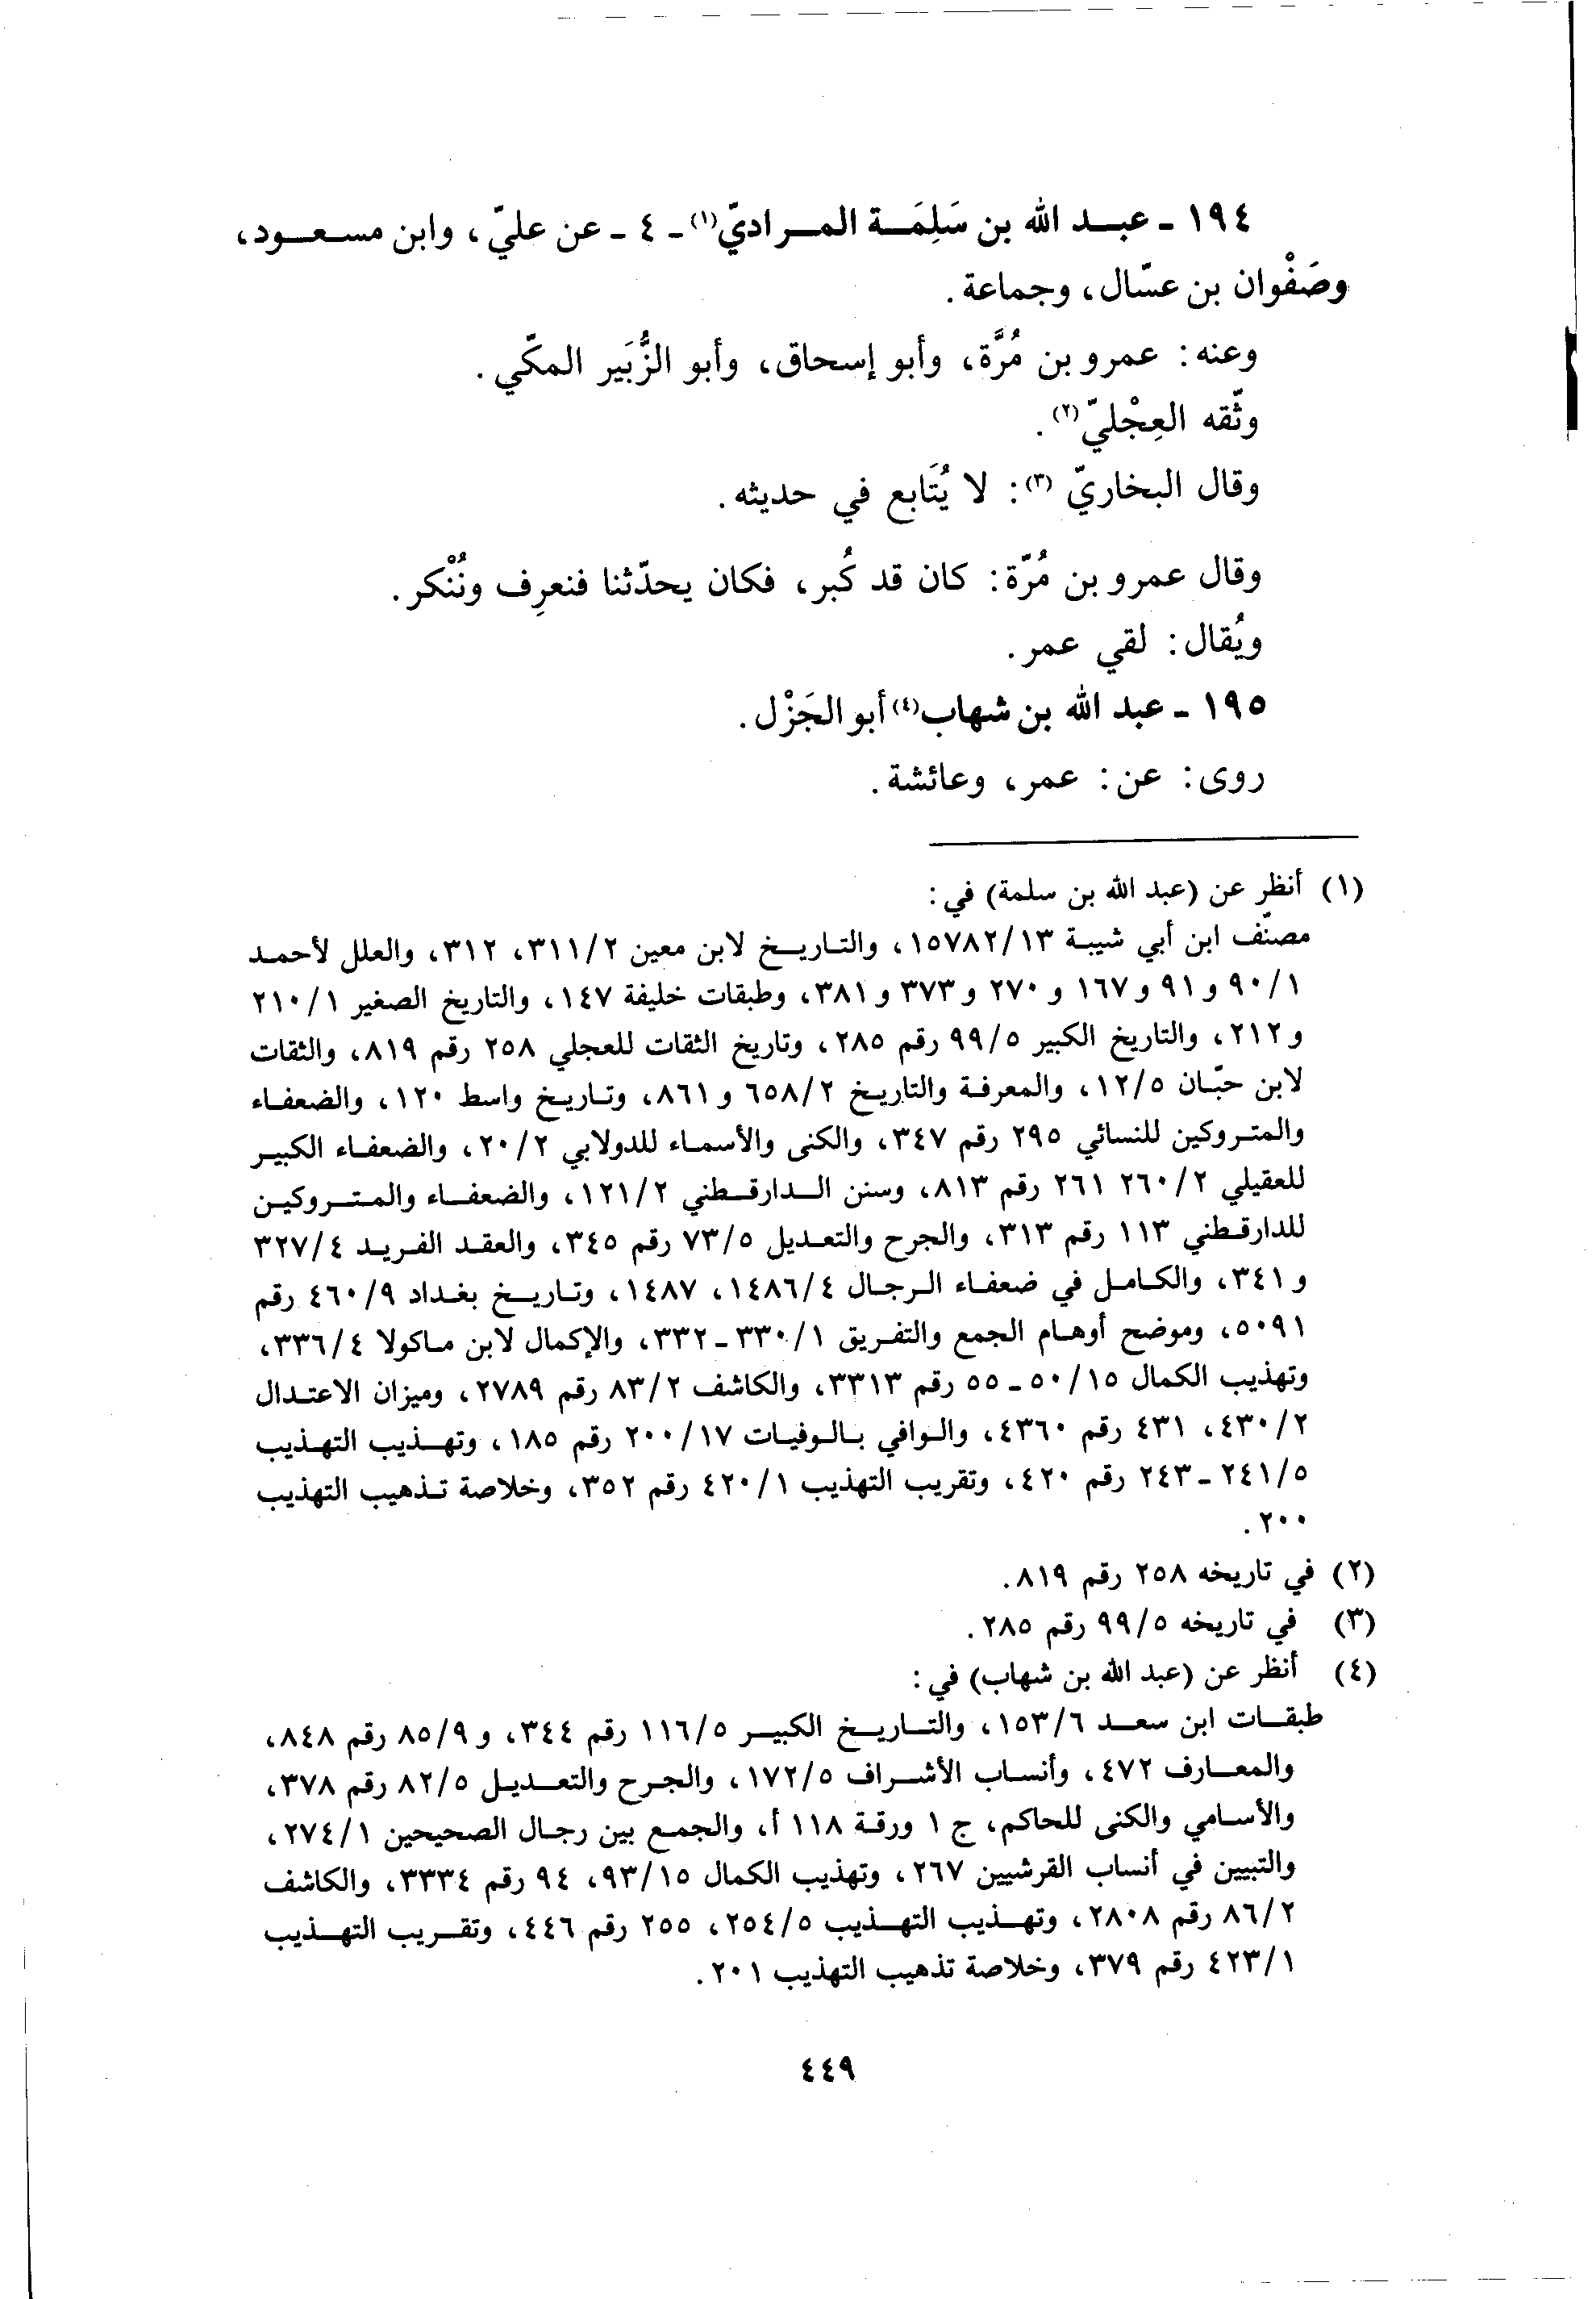 ١٩٤ - عبد الله بن سَلِمَة المراديّ(١) - ٤ - عن عليّ، وابن مسعود،
وصَفْوان بن عسّال، وجماعة.
وعنه: عمرو بن مُرَّة، وأبو إسحاق، وأبو الزُّبَير المكّي.
وثّقه العِجْليّ(٢).
وقال البخاريّ(٣): لا يُتَابع في حديثه.
وقال عمرو بن مُرّة: كان قد كُبر، فكان يحدّثنا فنعرِف ونُنْكر.
ويُقال: لقي عمر.
١٩٥ - عبد الله بن شهاب(٤) أبو الجَزْل.
روى: عن: عمر، وعائشة.
(١) أنظر عن (عبد الله بن سلمة) في:
مصنّف ابن أبي شيبة ١٥٧٨٢/١٣، والتاريخ لابن معين ٣١١/٢، ٣١٢، والعلل لأحمد
٩٠/١ و٩١ و١٦٧ و٢٧٠ و٣٧٣ و٣٨١، وطبقات خليفة ١٤٧، والتاريخ الصغير ٢١٠/١
و٢١٢، والتاريخ الكبير ٩٩/٥ رقم ٢٨٥، وتاريخ الثقات للعجلي ٢٥٨ رقم ٨١٩، والثقات
لابن حبّان ١٢/٥، والمعرفة والتاريخ ٦٥٨/٢ و٨٦١، وتاريخ واسط ١٢٠، والضعفاء
والمتروكين للنسائي ٢٩٥ رقم ٣٤٧، والكنى والأسماء للدولابي ٢٠/٢، والضعفاء الكبير
للعقيلي ٢٦٠/٢ ٢٦١ رقم ٨١٣، وسنن الدارقطني ١٢١/٢، والضعفاء والمتروكين
للدارقطني ١١٣ رقم ٣١٣، والجرح والتعديل ٧٣/٥ رقم ٣٤٥، والعقد الفريد ٣٢٧/٤
و٣٤١، والكامل في ضعفاء الرجال ١٤٨٦/٤، ١٤٨٧، وتاريخ بغداد ٤٦٠/٩ رقم
٥٠٩١، وموضح أوهام الجمع والتفريق ٣٣٠/١ - ٣٣٢، والإكمال لابن ماكولا ٣٣٦/٤،
وتهذيب الكمال ٥٠/١٥ - ٥٥ رقم ٣٣١٣، والكاشف ٨٣/٢ رقم ٢٧٨٩، وميزان الاعتدال
٤٣٠/٢، ٤٣١ رقم ٤٣٦٠، والوافي بالوفيات ٢٠٠/١٧ رقم ١٨٥، وتهذيب التهذيب
٢٤١/٥ - ٢٤٣ رقم ٤٢٠، وتقريب التهذيب ٤٢٠/١ رقم ٣٥٢، وخلاصة تذهيب التهذيب
٢٠٠.
(٢) في تاريخه ٢٥٨ رقم ٨١٩.
(٣) في تاريخه ٩٩/٥ رقم ٢٨٥.
(٤) أنظر عن (عبد الله بن شهاب) في:
طبقات ابن سعد ١٥٣/٦، والتاريخ الكبير ١١٦/٥ رقم ٣٤٤، و٨٥/٩ رقم ٨٤٨،
والمعارف ٤٧٢، وأنساب الأشراف ١٧٢/٥، والجرح والتعديل ٨٢/٥ رقم ٣٧٨،
والأسامي والكنى للحاكم، ج ١ ورقة ١١٨ أ، والجمع بين رجال الصحيحين ٢٧٤/١،
والتبيين في أنساب القرشيين ٢٦٧، وتهذيب الكمال ٩٣/١٥، ٩٤ رقم ٣٣٣٤، والكاشف
٨٦/٢ رقم ٢٨٠٨، وتهذيب التهذيب ٢٥٤/٥، ٢٥٥ رقم ٤٤٦، وتقريب التهذيب
٤٢٣/١ رقم ٣٧٩، وخلاصة تذهيب التهذيب ٢٠١.
٤٤٩